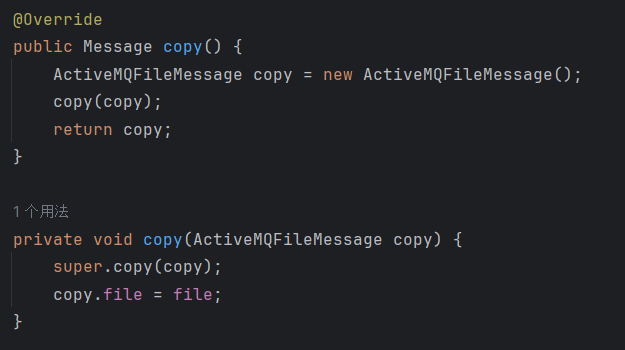 @Override
public Message copy() {
    ActiveMQFileMessage copy = new ActiveMQFileMessage();
    copy(copy);
    return copy;
}
1 个用法
private void copy(ActiveMQFileMessage copy) {
    super.copy(copy);
    copy.file = file;
}